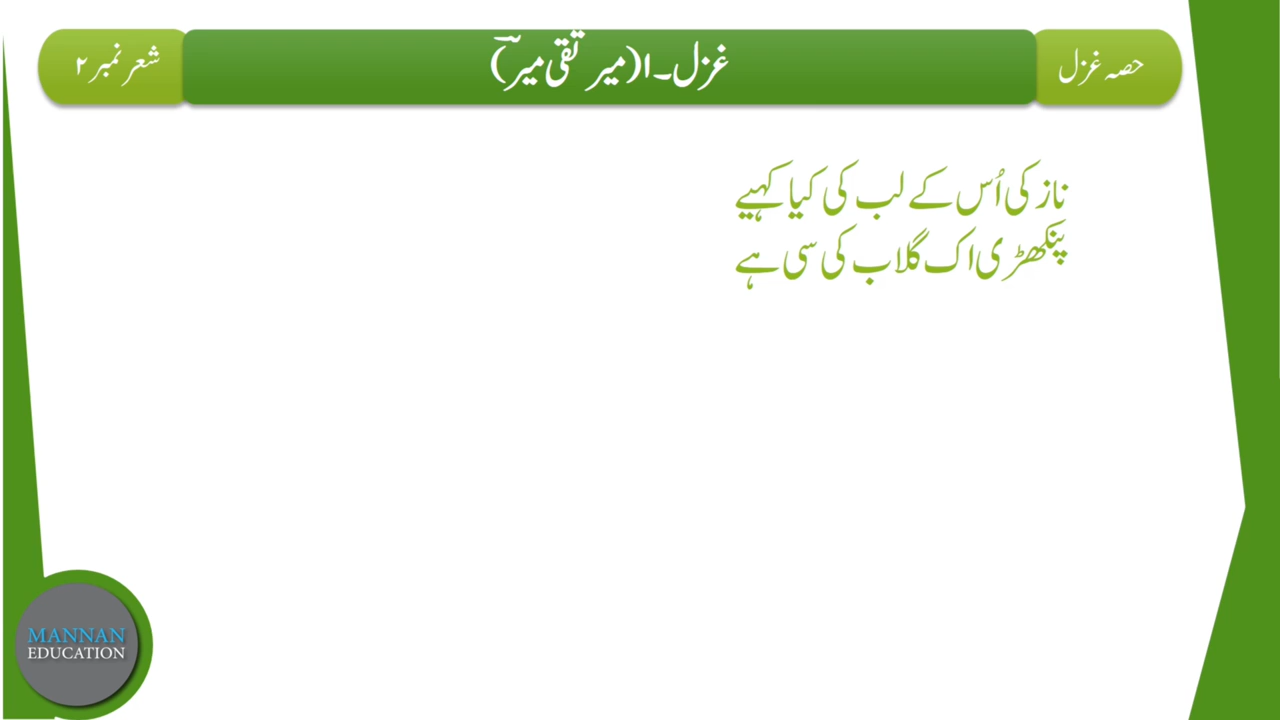 حصہ غزل
غزل۔۱(میر تقی میرؔ)
شعر نمبر ۲
نازکی اُس کے لب کی کیا کہیے
پنکھڑی اک گلاب کی سی ہے
MANNAN
EDUCATION